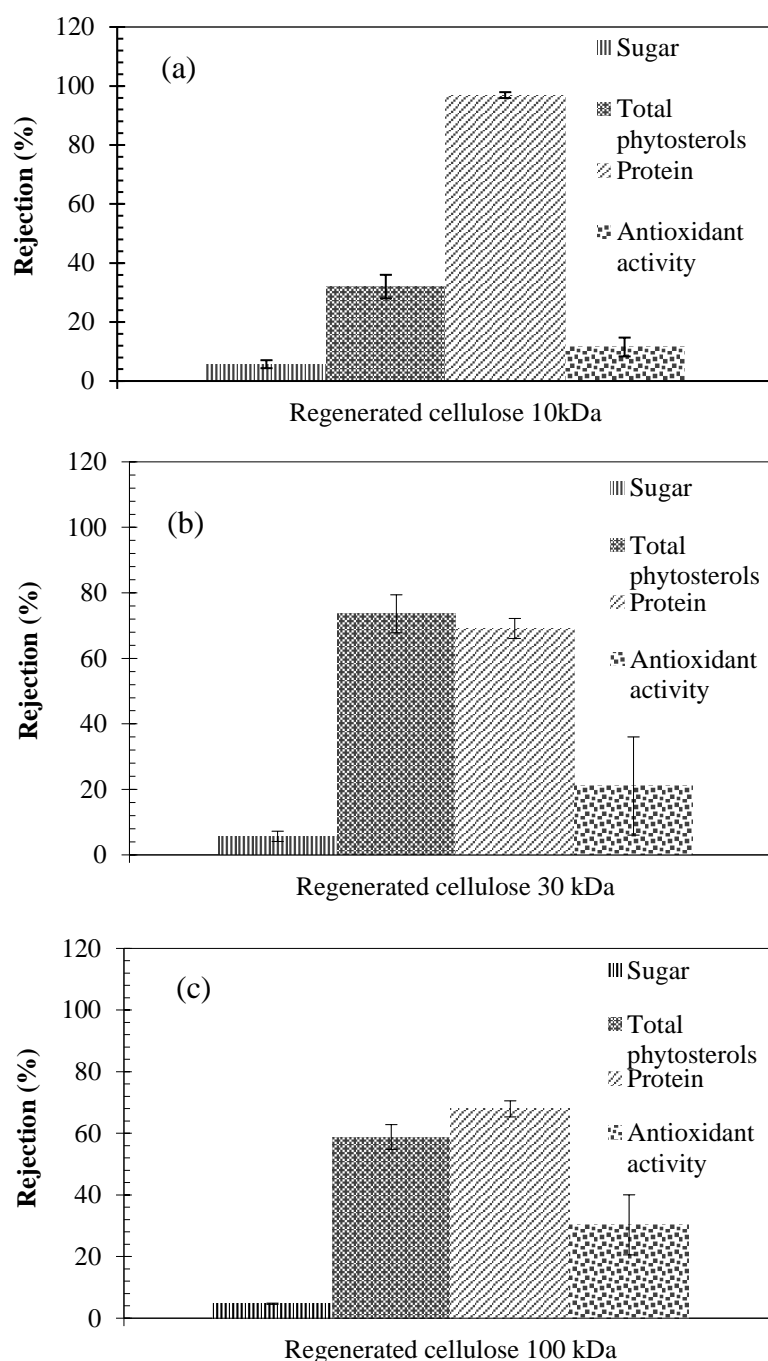 120
100
80
60
40
20
0
Rejection (%)
(a)
Sugar
Total
phytosterols
Protein
Antioxidant
activity
Regenerated cellulose 10kDa
120
100
80
60
40
20
0
Rejection (%)
(b)
Sugar
Total
phytosterols
Protein
Antioxidant
activity
Regenerated cellulose 30 kDa
120
100
80
60
40
20
0
Rejection (%)
(c)
Sugar
Total
phytosterols
Protein
Antioxidant
activity
Regenerated cellulose 100 kDa